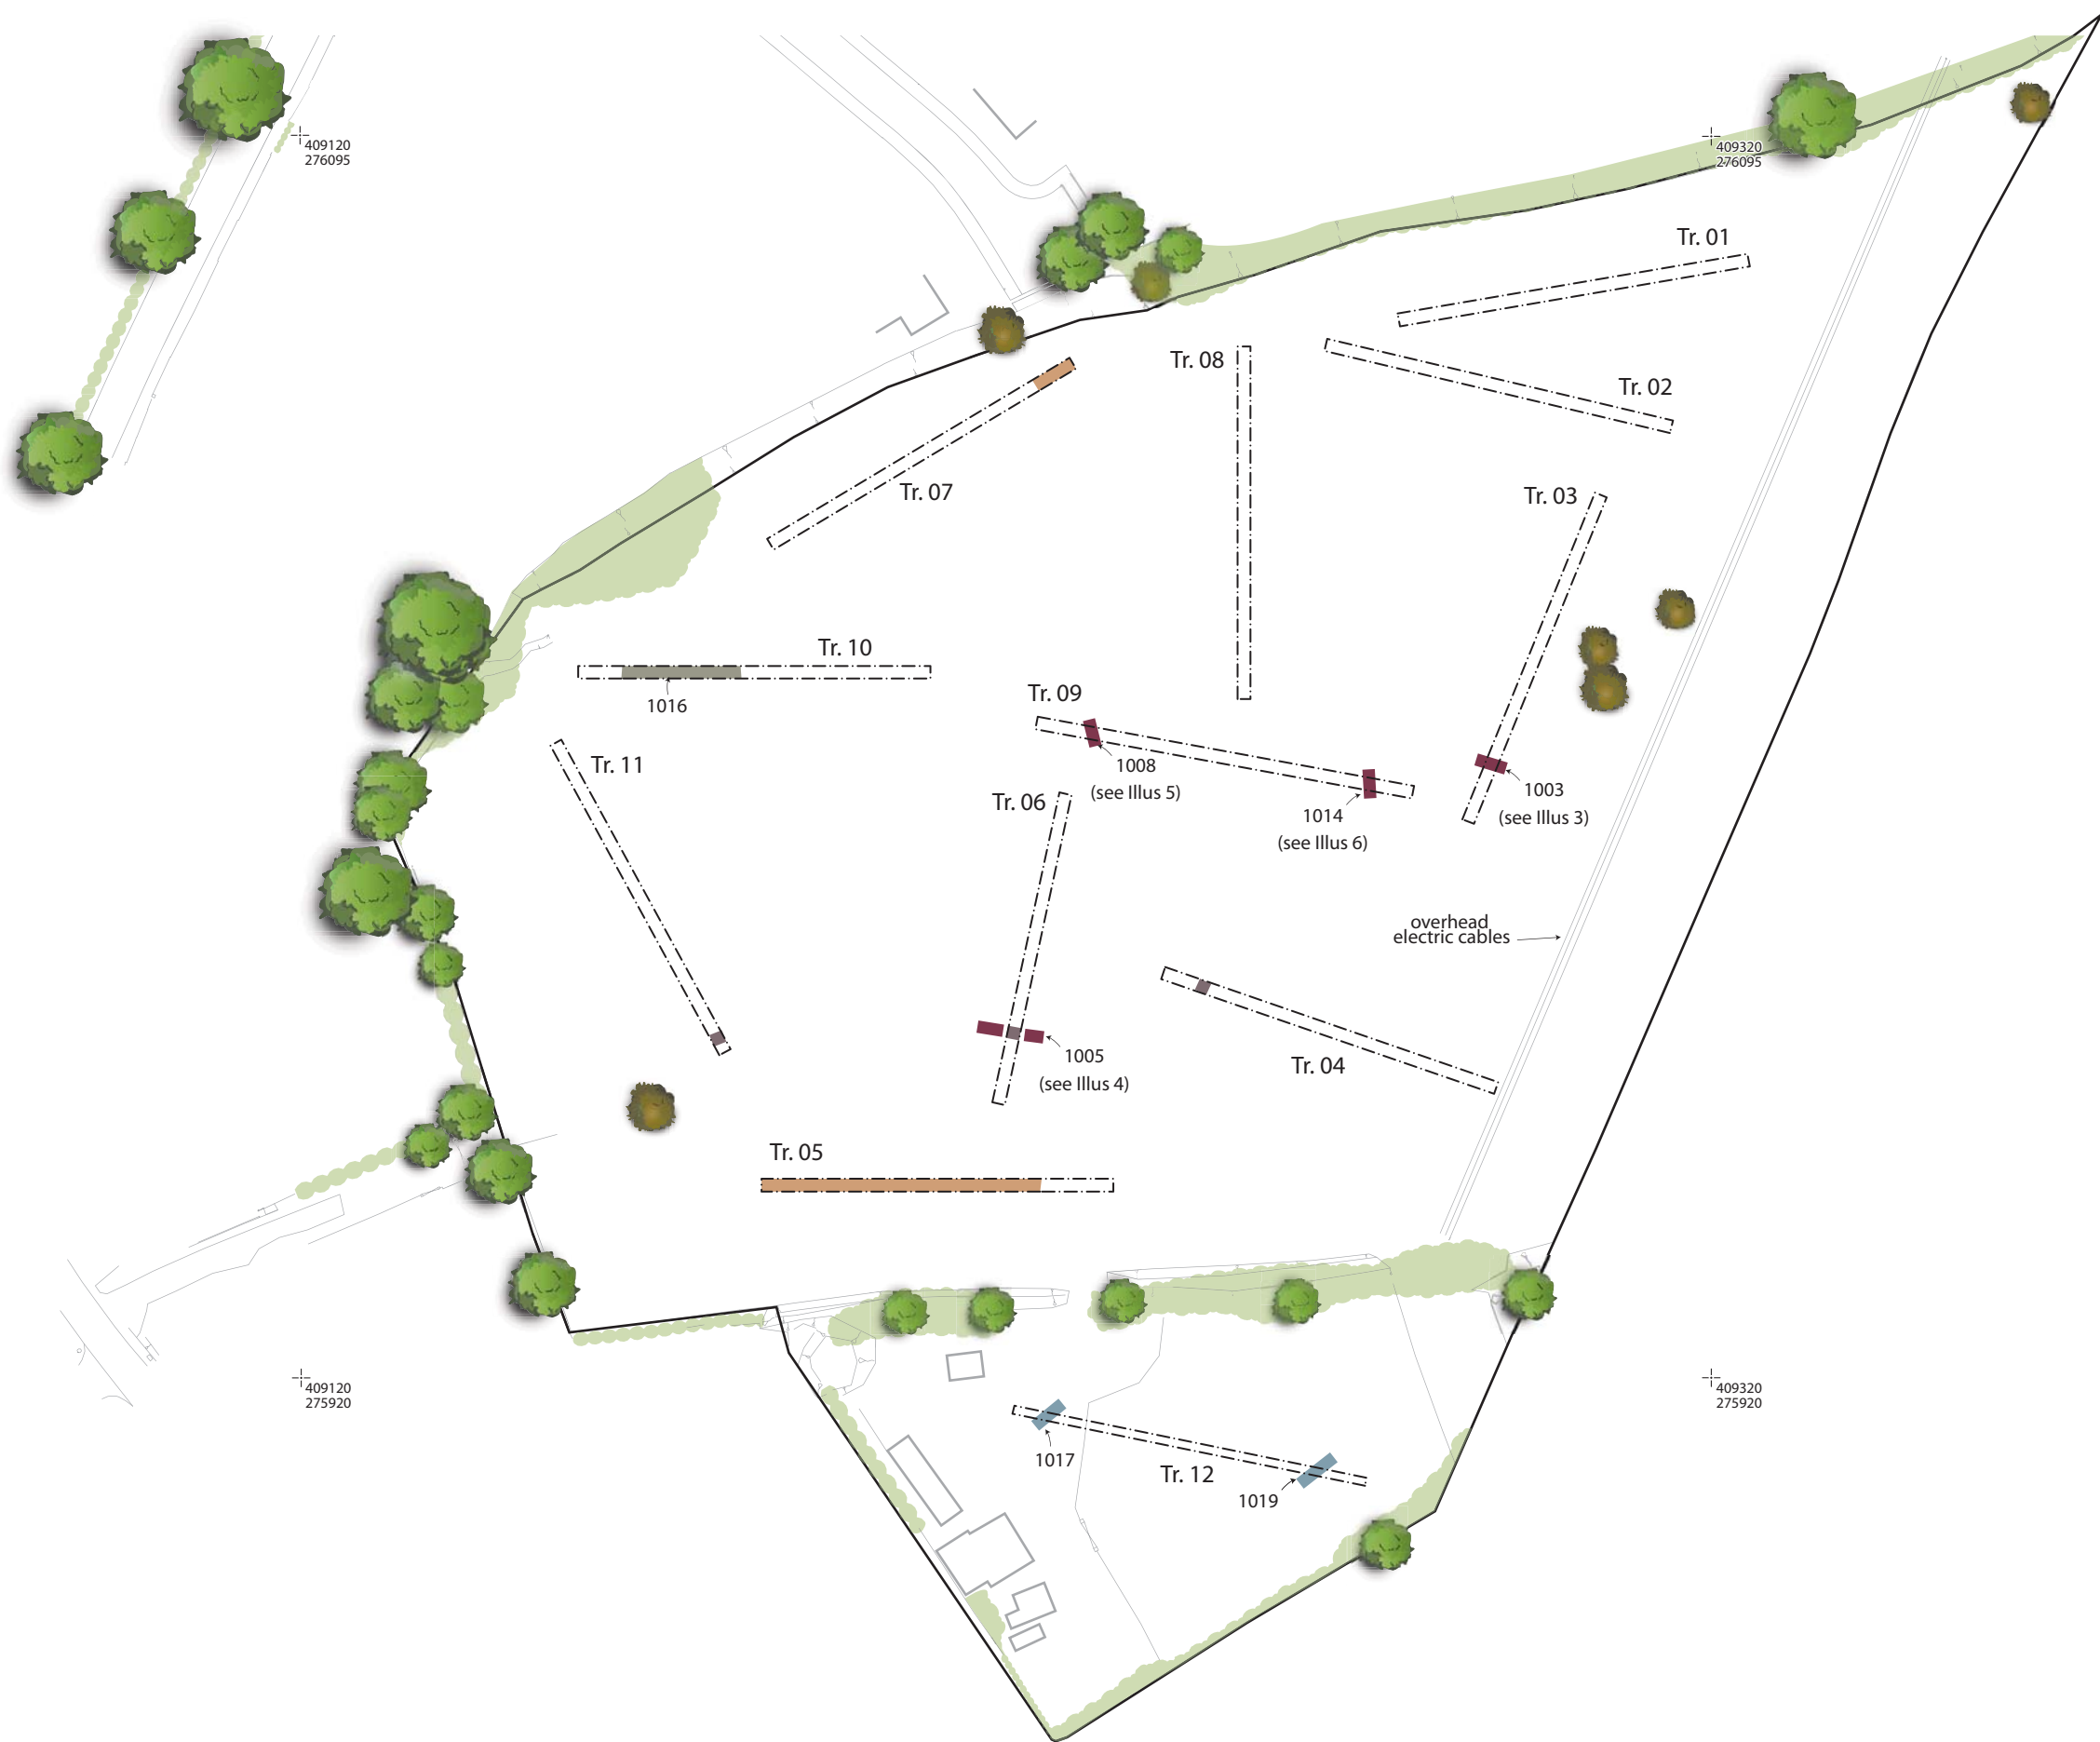 409120
276095
409320
276095
Tr. 01
Tr. 08
Tr. 02
Tr. 07
Tr. 03
Tr. 10
1016
Tr. 09
Tr. 11
1008
(see Illus 5)
1003
(see Illus 3)
Tr. 06
1014
(see Illus 6)
overhead
electric cables
1005
(see Illus 4)
Tr. 04
Tr. 05
409120
275920
409320
275920
1017
Tr. 12
1019